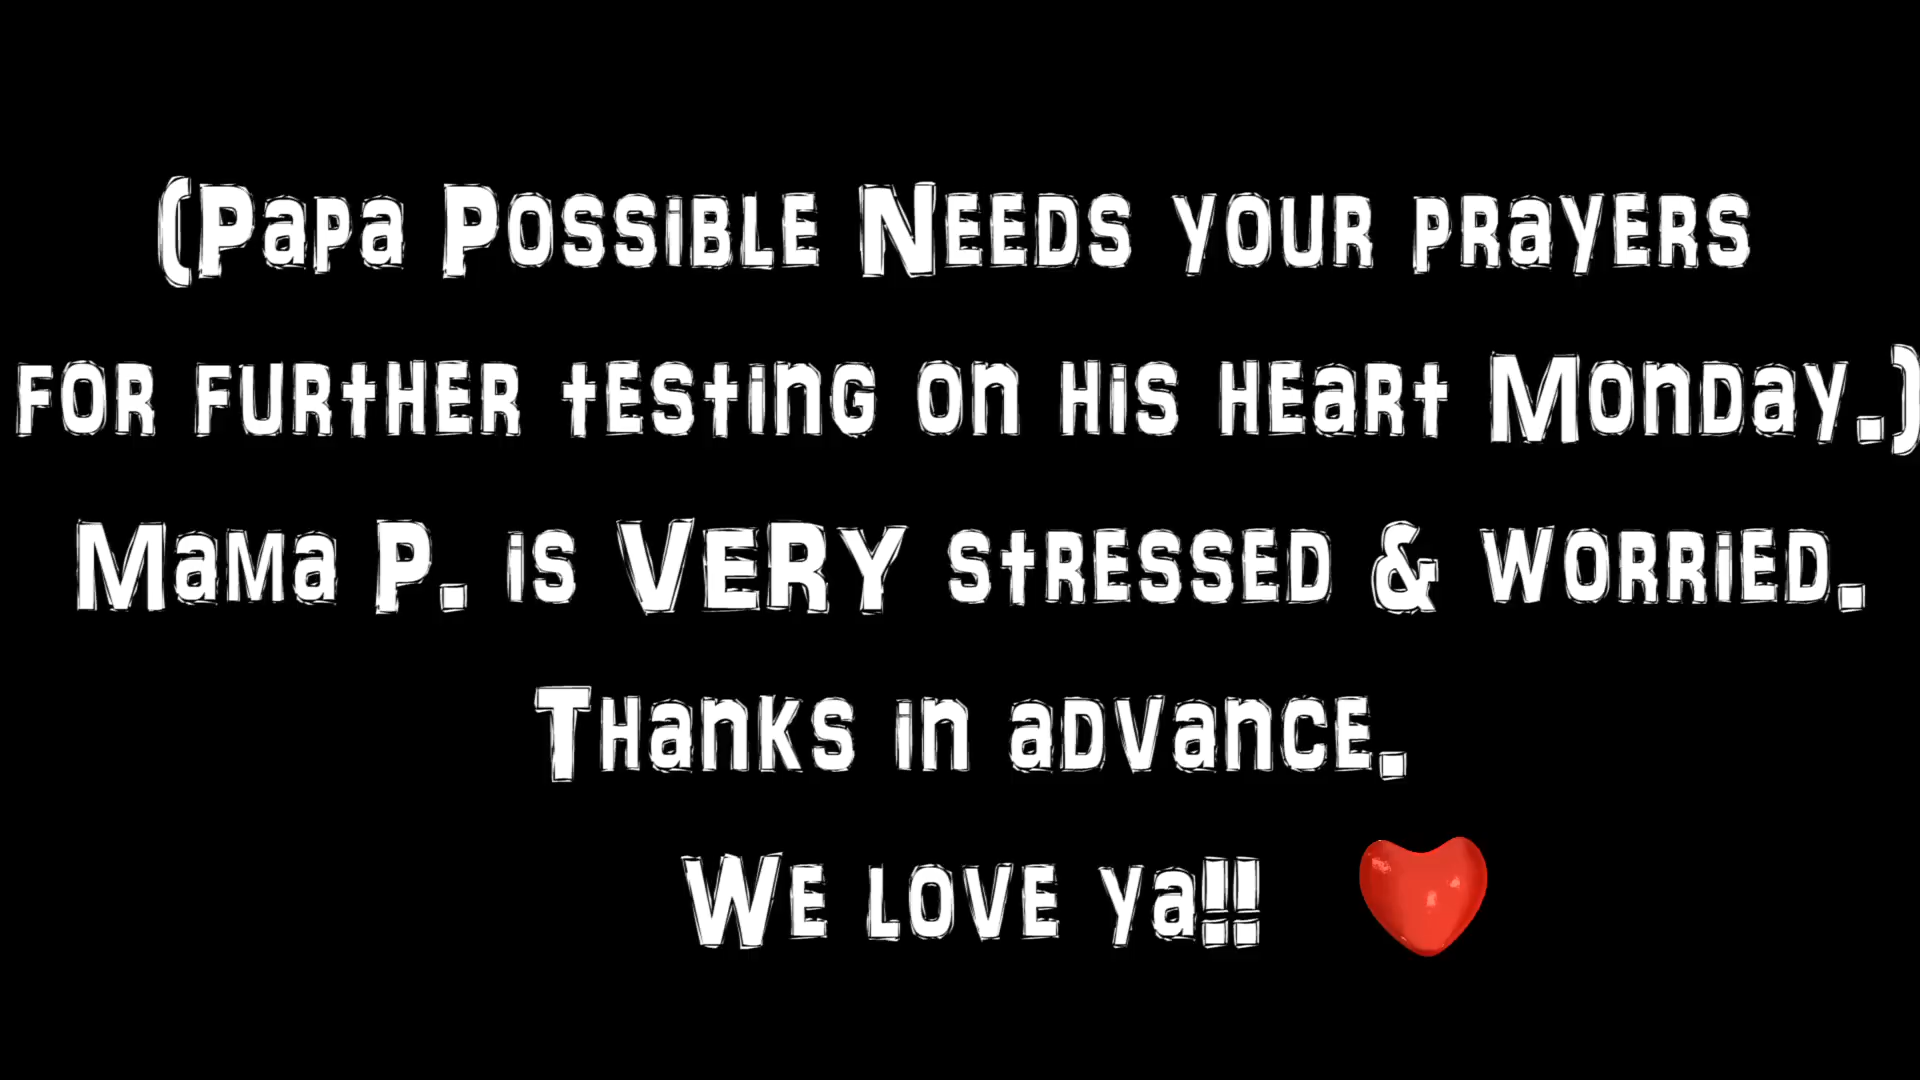 (Papa Possible Needs your prayers
for further testing on his heart Monday.)
Mama P. is VERY stressed & worried.
Thanks in advance.
We love ya!!